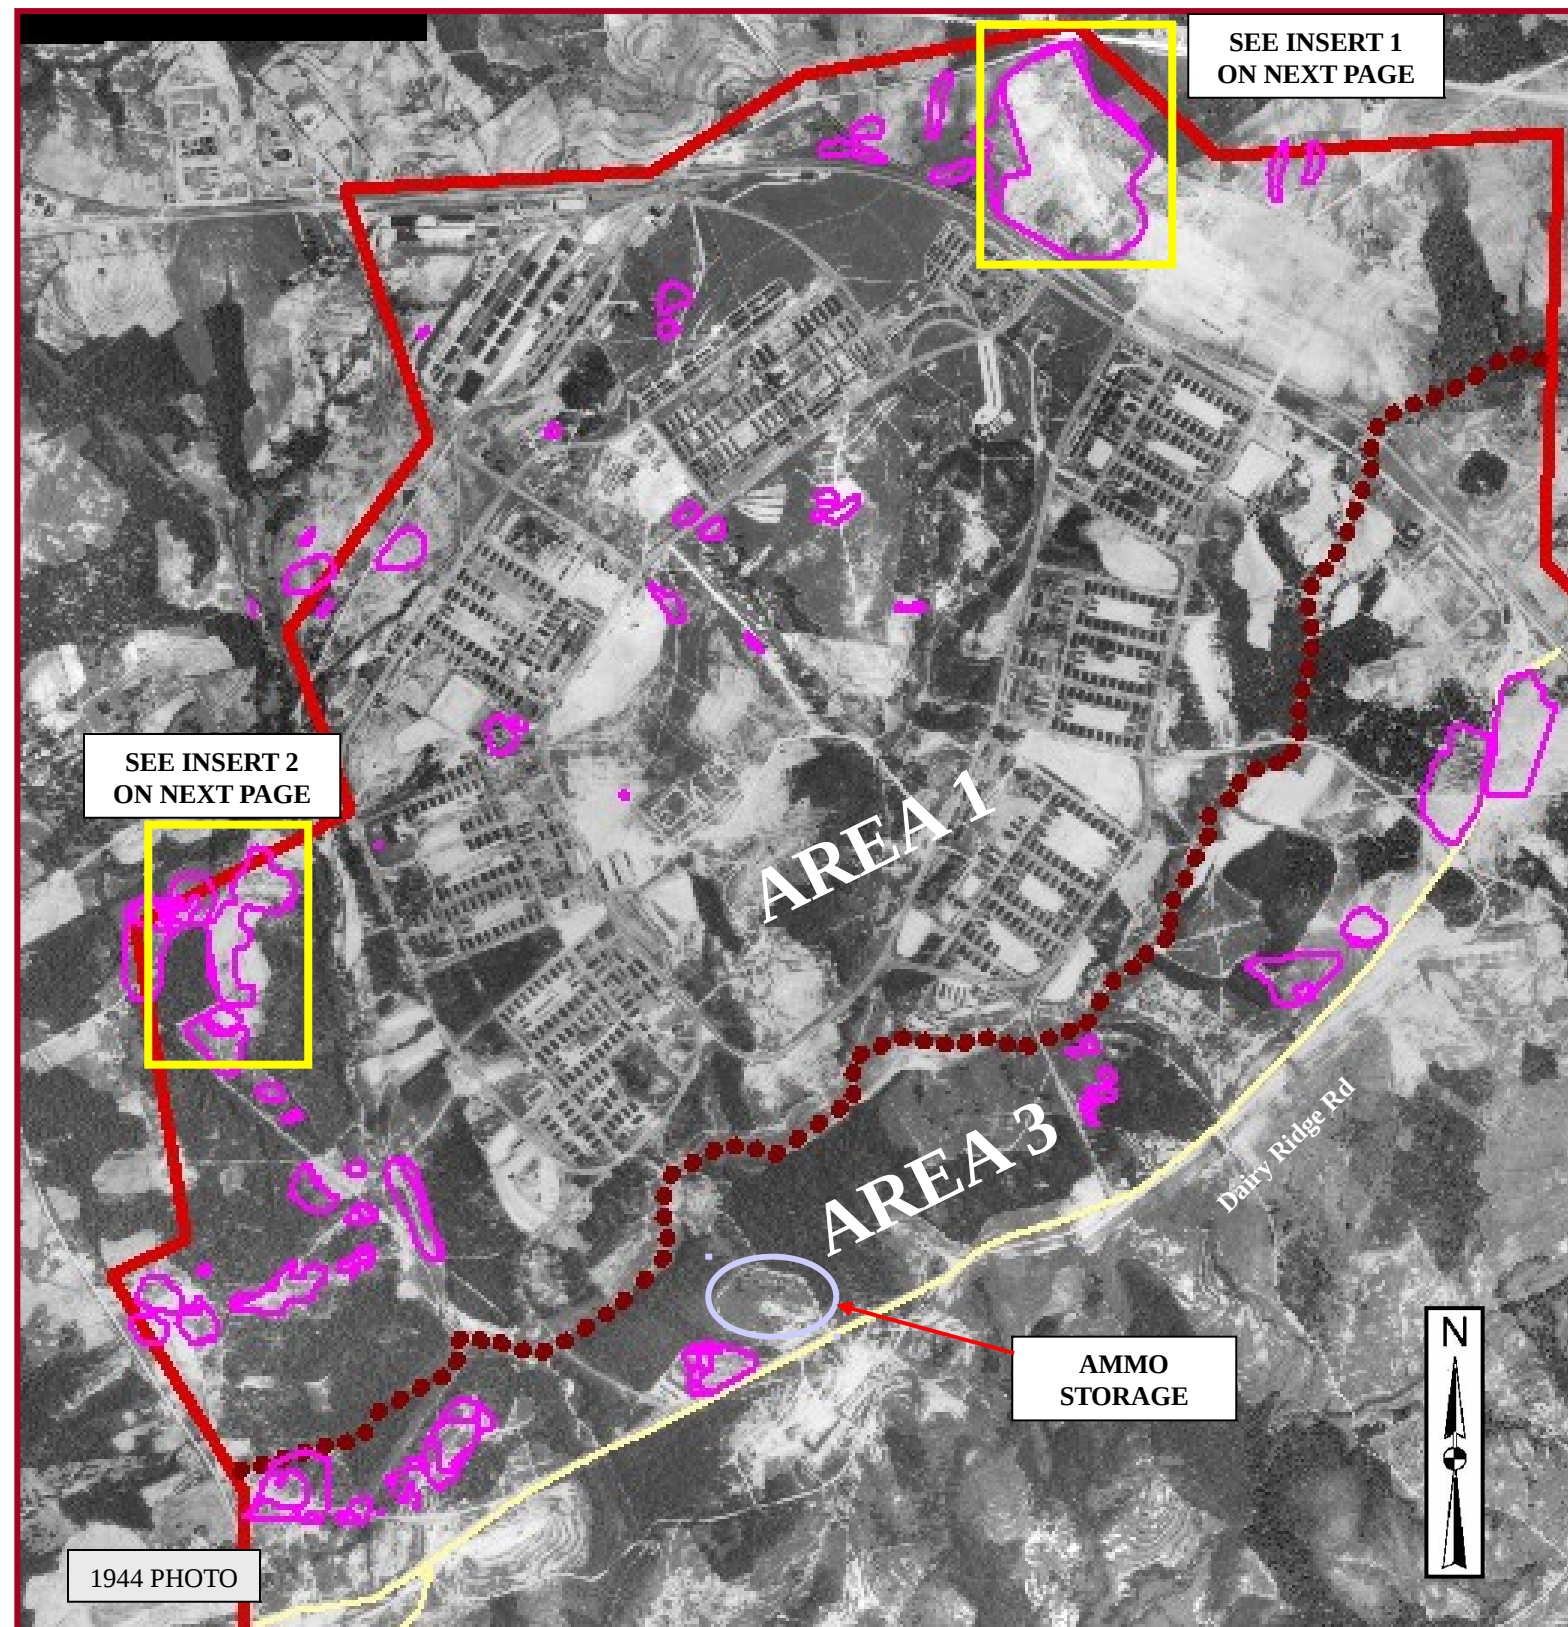 SEE INSERT 1
ON NEXT PAGE
SEE INSERT 2
ON NEXT PAGE
AREA 1
AREA 3
Dairy Ridge Rd
AMMO
STORAGE
N
1944 PHOTO